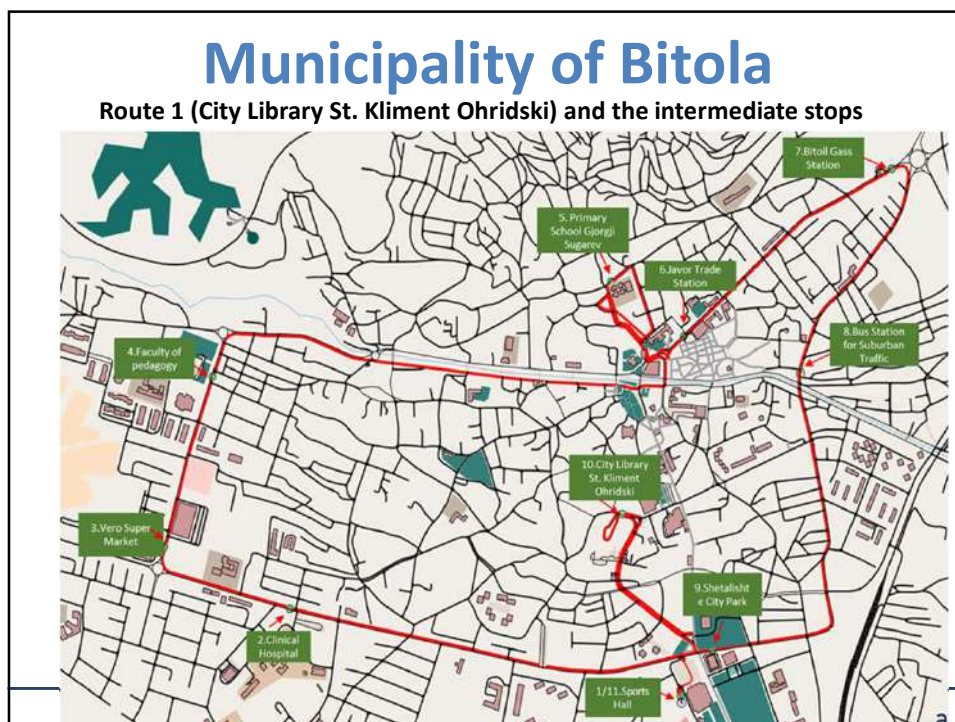 Municipality of Bitola
Route 1 (City Library St. Kliment Ohridski) and the intermediate stops
7.Bitoil Gass
Station
5. Primary
School Gjorgji
Sugarev
6.Javor Trade
Station
8.Bus Station
for Suburban
Traffic
4.Faculty of
pedagogy
10.City Library
St. Kliment
Ohridski
3.Vero Super
Market
9.Shetalisht
e City Park
2.Clinical
Hospital
1/11.Sports
Hall
a